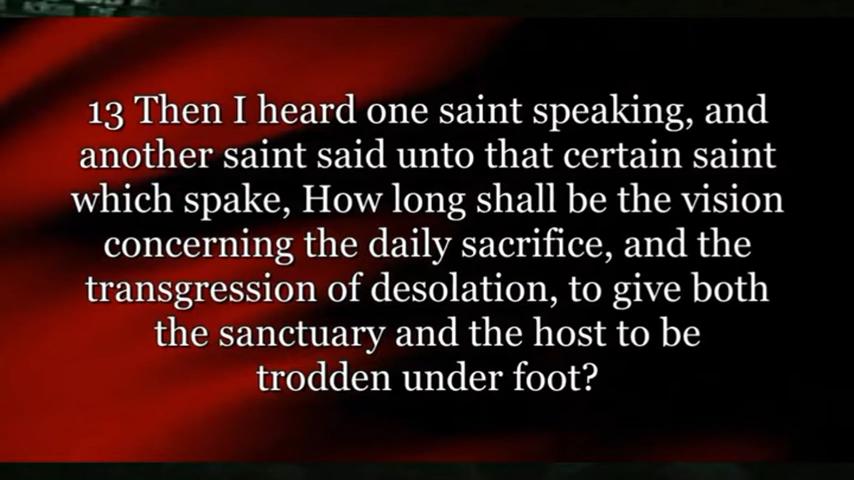 13 Then I heard one saint speaking, and
another saint said unto that certain saint
which spake, How long shall be the vision
concerning the daily sacrifice, and the
transgression of desolation, to give both
the sanctuary and the host to be
trodden under foot?